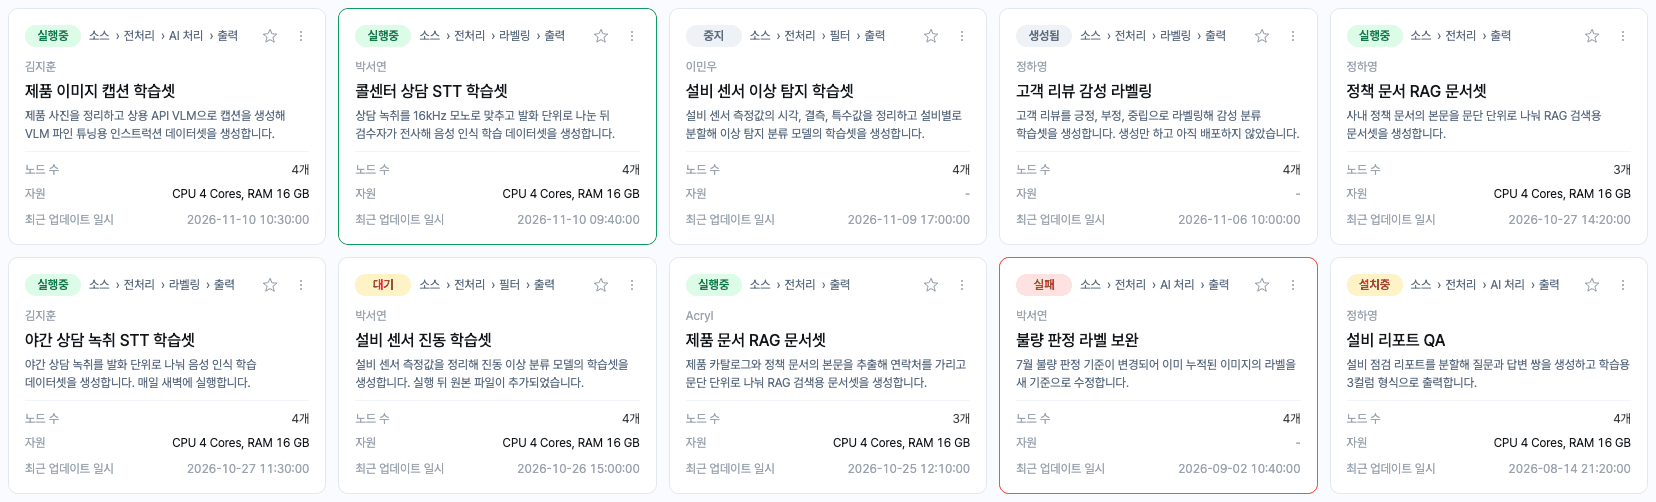 실행중 소스 › 전처리 › AI 처리 › 출력
김지훈
제품 이미지 캡션 학습셋
제품 사진을 정리하고 상용 API VLM으로 캡션을 생성해
VLM 파인 튜닝용 인스트럭션 데이터셋을 생성합니다.
노드 수 4개
자원 CPU 4 Cores, RAM 16 GB
최근 업데이트 일시 2026-11-10 10:30:00
실행중 소스 › 전처리 › 라벨링 › 출력
박서연
콜센터 상담 STT 학습셋
상담 녹취를 16kHz 모노로 맞추고 발화 단위로 나눈 뒤
검수자가 전사해 음성 인식 학습 데이터셋을 생성합니다.
노드 수 4개
자원 CPU 4 Cores, RAM 16 GB
최근 업데이트 일시 2026-11-10 09:40:00
중지 소스 › 전처리 › 필터 › 출력
이민우
설비 센서 이상 탐지 학습셋
설비 센서 측정값의 시각, 결측, 특수값을 정리하고 설비별로
분할해 이상 탐지 분류 모델의 학습셋을 생성합니다.
노드 수 4개
자원 -
최근 업데이트 일시 2026-11-09 17:00:00
생성됨 소스 › 전처리 › 라벨링 › 출력
정하영
고객 리뷰 감성 라벨링
고객 리뷰를 긍정, 부정, 중립으로 라벨링해 감성 분류
학습셋을 생성합니다. 생성만 하고 아직 배포하지 않았습니다.
노드 수 4개
자원 -
최근 업데이트 일시 2026-11-06 10:00:00
실행중 소스 › 전처리 › 출력
정하영
정책 문서 RAG 문서셋
사내 정책 문서의 본문을 문단 단위로 나눠 RAG 검색용
문서셋을 생성합니다.
노드 수 3개
자원 CPU 4 Cores, RAM 16 GB
최근 업데이트 일시 2026-10-27 14:20:00
실행중 소스 › 전처리 › 라벨링 › 출력
김지훈
야간 상담 녹취 STT 학습셋
야간 상담 녹취를 발화 단위로 나눠 음성 인식 학습
데이터셋을 생성합니다. 매일 새벽에 실행합니다.
노드 수 4개
자원 CPU 4 Cores, RAM 16 GB
최근 업데이트 일시 2026-10-27 11:30:00
대기 소스 › 전처리 › 필터 › 출력
박서연
설비 센서 진동 학습셋
설비 센서 측정값을 정리해 진동 이상 분류 모델의 학습셋을
생성합니다. 실행 뒤 원본 파일이 추가되었습니다.
노드 수 4개
자원 CPU 4 Cores, RAM 16 GB
최근 업데이트 일시 2026-10-26 15:00:00
실행중 소스 › 전처리 › 출력
Acryl
제품 문서 RAG 문서셋
제품 카탈로그와 정책 문서의 본문을 추출해 연락처를 가리고
문단 단위로 나눠 RAG 검색용 문서셋을 생성합니다.
노드 수 3개
자원 CPU 4 Cores, RAM 16 GB
최근 업데이트 일시 2026-10-25 12:10:00
실패 소스 › 전처리 › AI 처리 › 출력
박서연
불량 판정 라벨 보완
7월 불량 판정 기준이 변경되어 이미 누적된 이미지의 라벨을
새 기준으로 수정합니다.
노드 수 4개
자원 -
최근 업데이트 일시 2026-09-02 10:40:00
설치중 소스 › 전처리 › AI 처리 › 출력
정하영
설비 리포트 QA
설비 점검 리포트를 분할해 질문과 답변 쌍을 생성하고 학습용
3컬럼 형식으로 출력합니다.
노드 수 4개
자원 CPU 4 Cores, RAM 16 GB
최근 업데이트 일시 2026-08-14 21:20:00